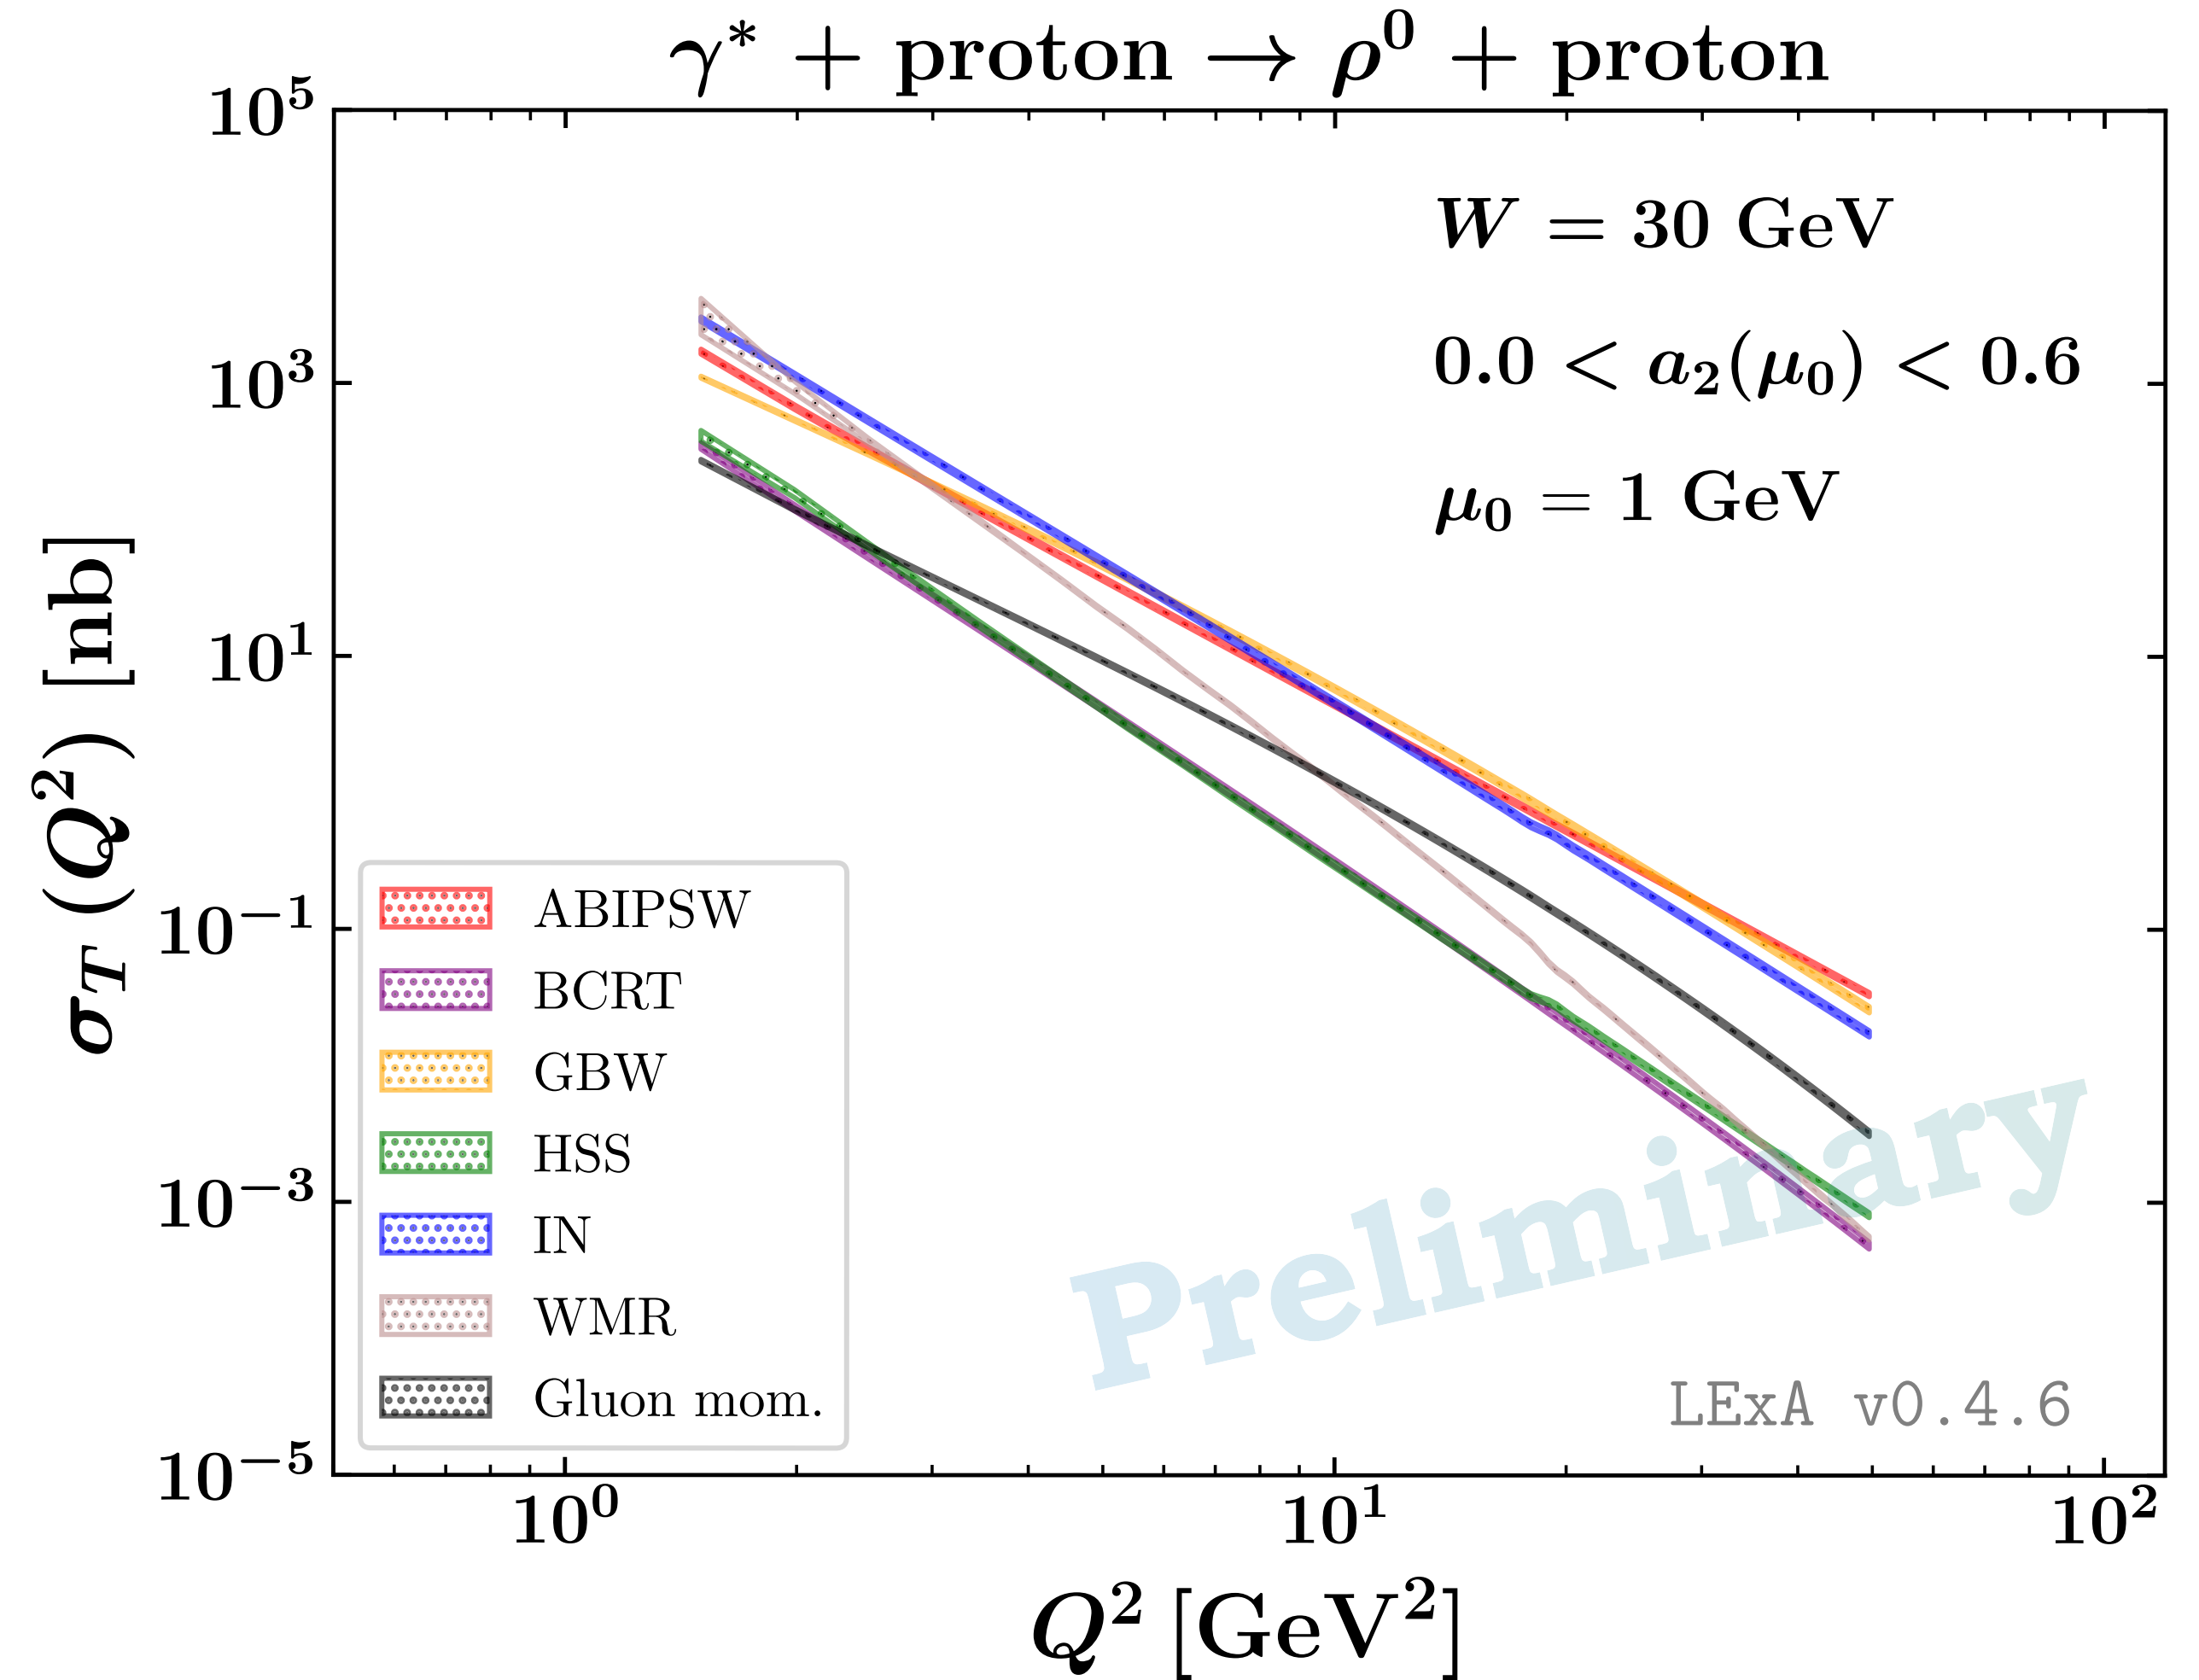 γ* + proton → ρ⁰ + proton
10⁵
10³
10¹
10⁻¹
10⁻³
10⁻⁵
σ_T (Q²) [nb]
W = 30 GeV
0.0 < a₂(μ₀) < 0.6
μ₀ = 1 GeV
ABIPSW
BCRT
GBW
HSS
IN
WMR
Gluon mom.
Preliminary
LExA v0.4.6
10⁰ 10¹ 10²
Q² [GeV²]